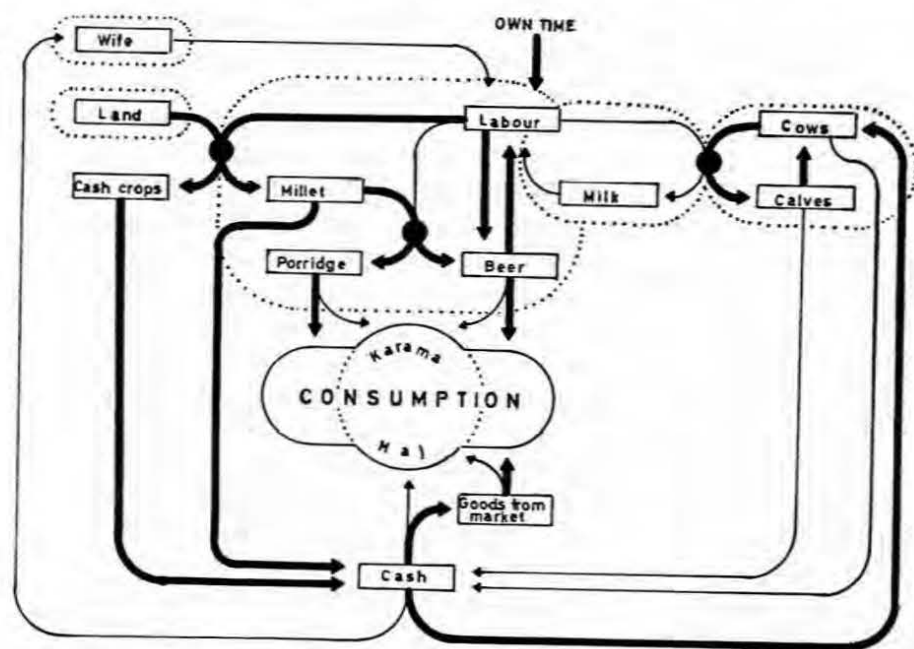 OWN TIME
Wife
Land
Labour
Cows
Cash crops
Millet
Milk
Calves
Porridge
Beer
Karama
CONSUMPTION
Haj
Goods from
market
Cash